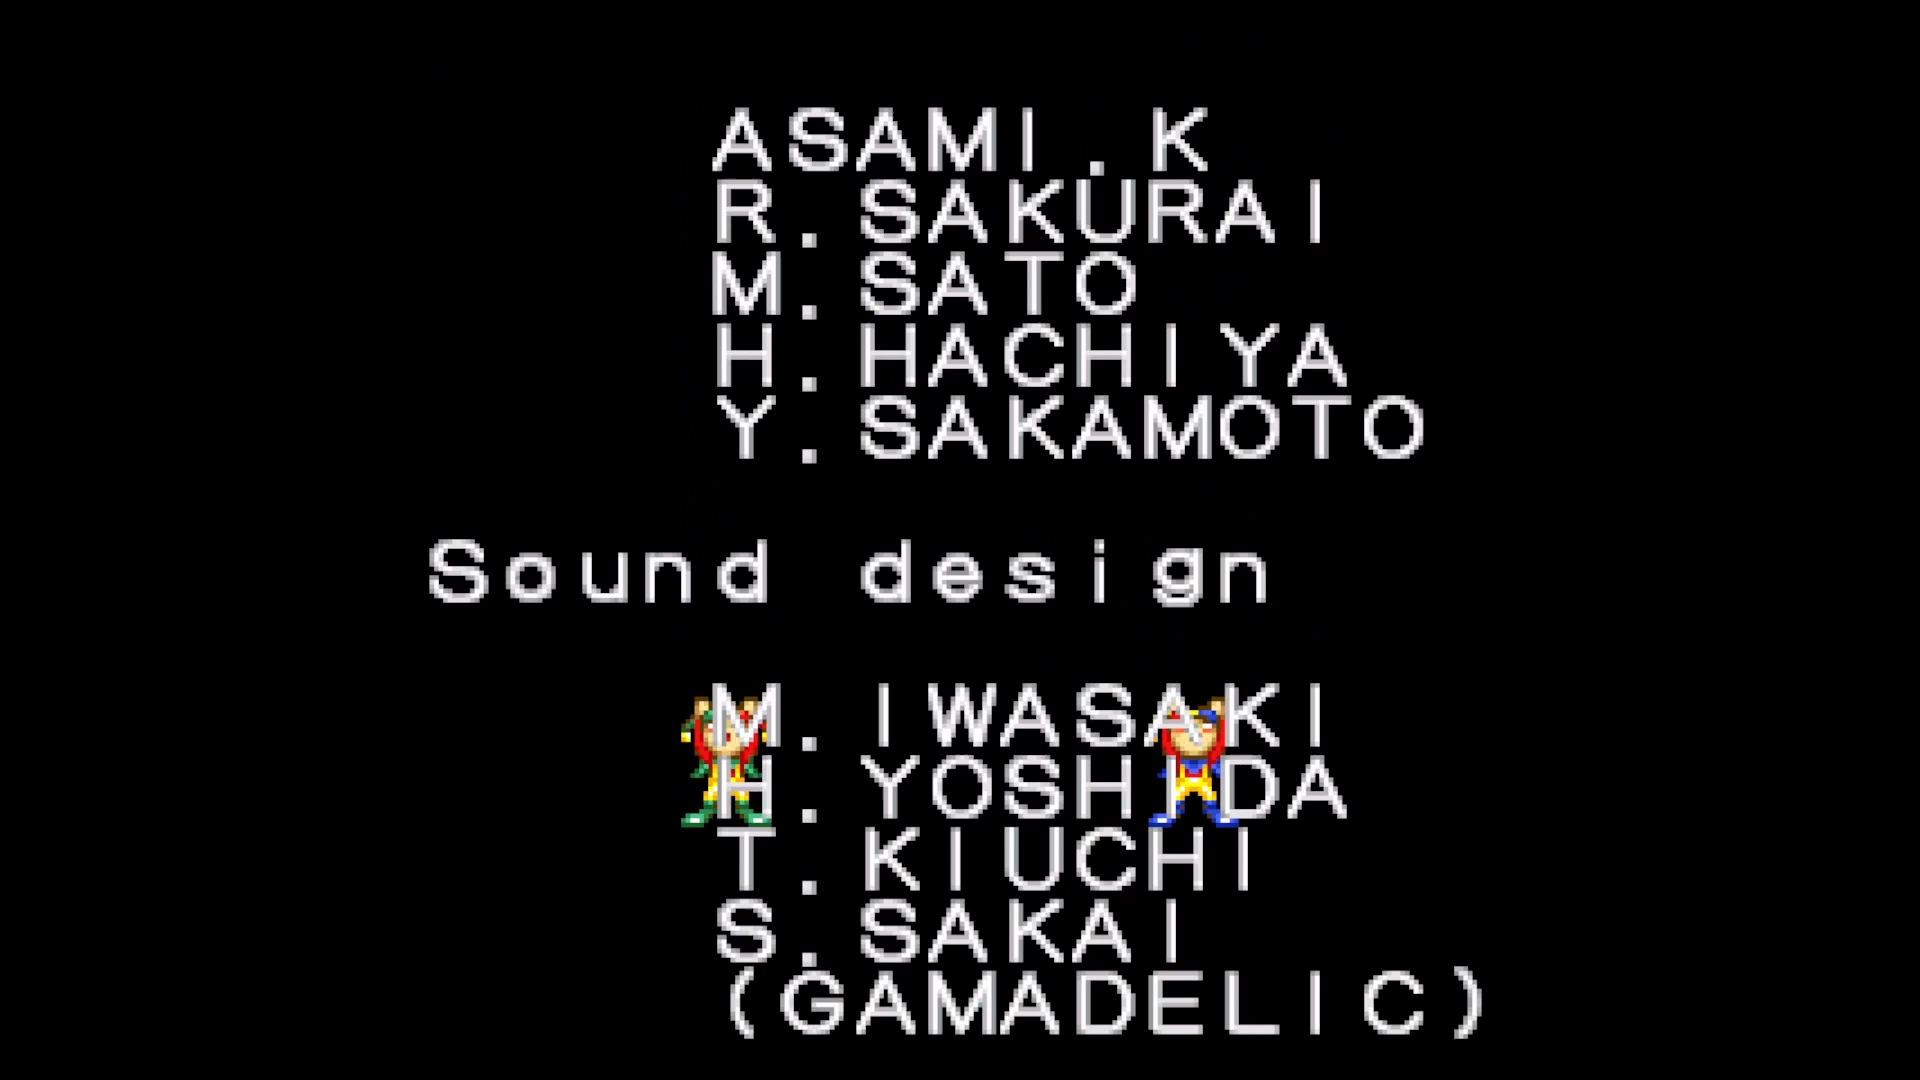 ASAMI.K
R.SAKURAI
M.SATO
H.HACHIYA
Y.SAKAMOTO
Sound design
M.IWASAKI
H.YOSHIDA
T.KIUCHI
S.SAKAI
(GAMADELIC)